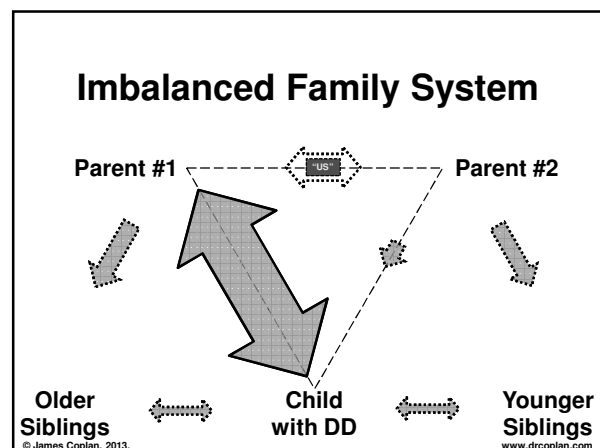 Imbalanced Family System
Parent #1
"US"
Parent #2
Older
Siblings
Child
with DD
Younger
Siblings
© James Coplan, 2013.
www.drcoplan.com